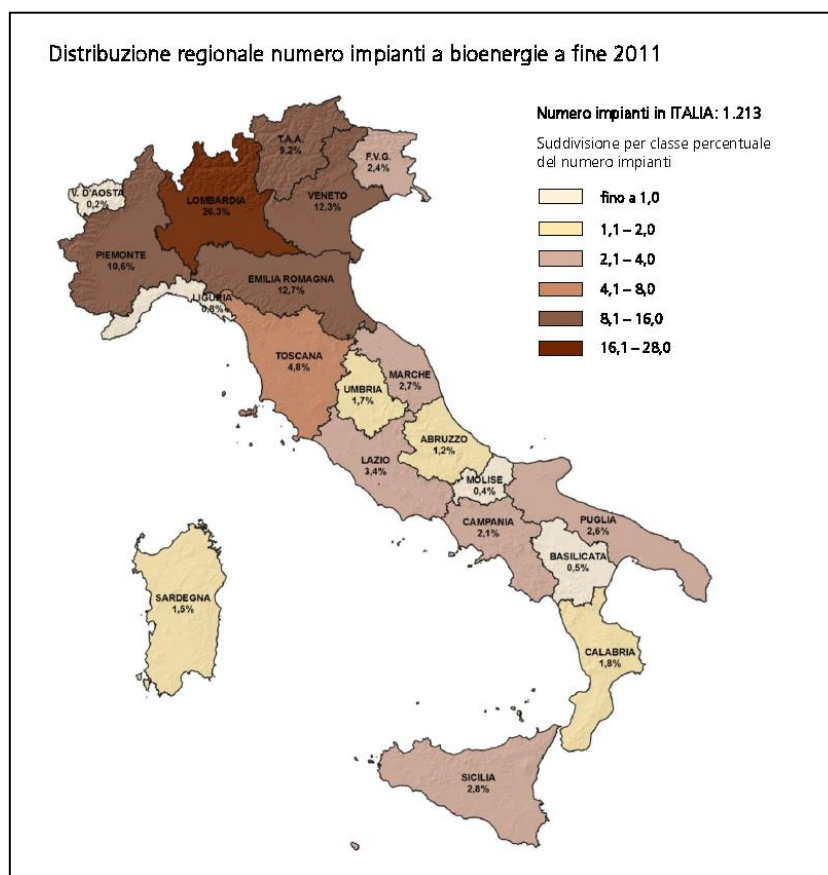 Distribuzione regionale numero impianti a bioenergie a fine 2011
Numero impianti in ITALIA: 1.213
Suddivisione per classe percentuale
del numero impianti
fino a 1,0
1,1 – 2,0
2,1 – 4,0
4,1 – 8,0
8,1 – 16,0
16,1 – 28,0
T.A.A.
9,2%
F.V.G.
2,4%
V. D'AOSTA
0,2%
LOMBARDIA
26,3%
VENETO
12,3%
PIEMONTE
10,6%
EMILIA ROMAGNA
12,7%
LIGURIA
0,8%
TOSCANA
4,8%
MARCHE
2,7%
UMBRIA
1,7%
ABRUZZO
1,2%
LAZIO
3,4%
MOLISE
0,4%
CAMPANIA
2,1%
PUGLIA
2,6%
BASILICATA
0,5%
SARDEGNA
1,5%
CALABRIA
1,8%
SICILIA
2,8%